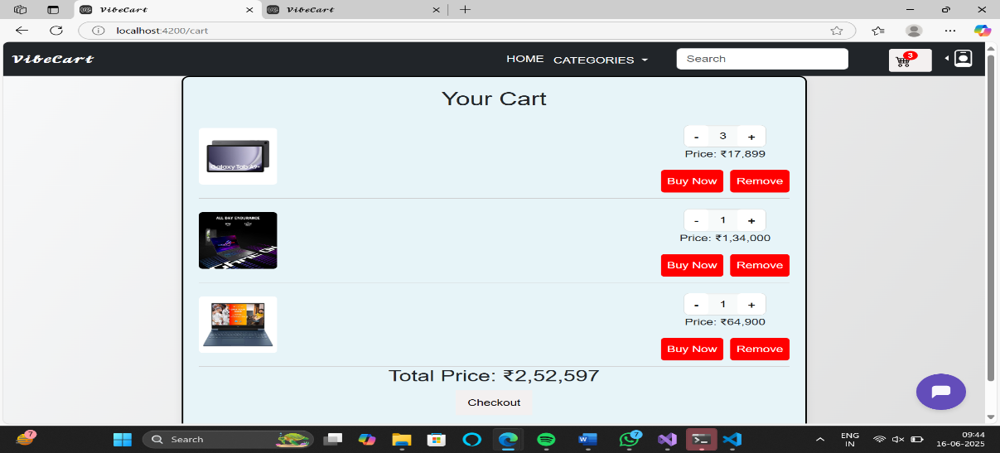 VibeCart
VibeCart
localhost:4200/cart
VibeCart
HOME
CATEGORIES
Search
3
Your Cart
Galaxy Tab A9+
- 3 +
Price: ₹17,899
Buy Now Remove
ALL DAY ENDURANCE
GAME ON
- 1 +
Price: ₹1,34,000
Buy Now Remove
- 1 +
Price: ₹64,900
Buy Now Remove
Total Price: ₹2,52,597
Checkout
7
Search
7
ENG
IN
09:44
16-06-2025